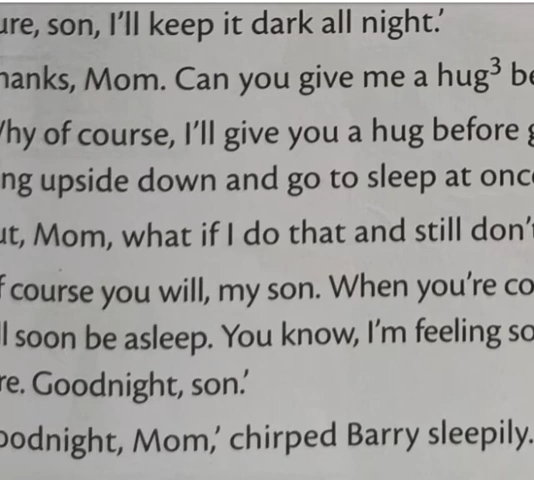 ure, son, I'll keep it dark all night.'
hanks, Mom. Can you give me a hug³ be
hy of course, I'll give you a hug before g
ng upside down and go to sleep at onc
ut, Mom, what if I do that and still don't
f course you will, my son. When you're co
ll soon be asleep. You know, I'm feeling so
re. Goodnight, son.'
oodnight, Mom,' chirped Barry sleepily.